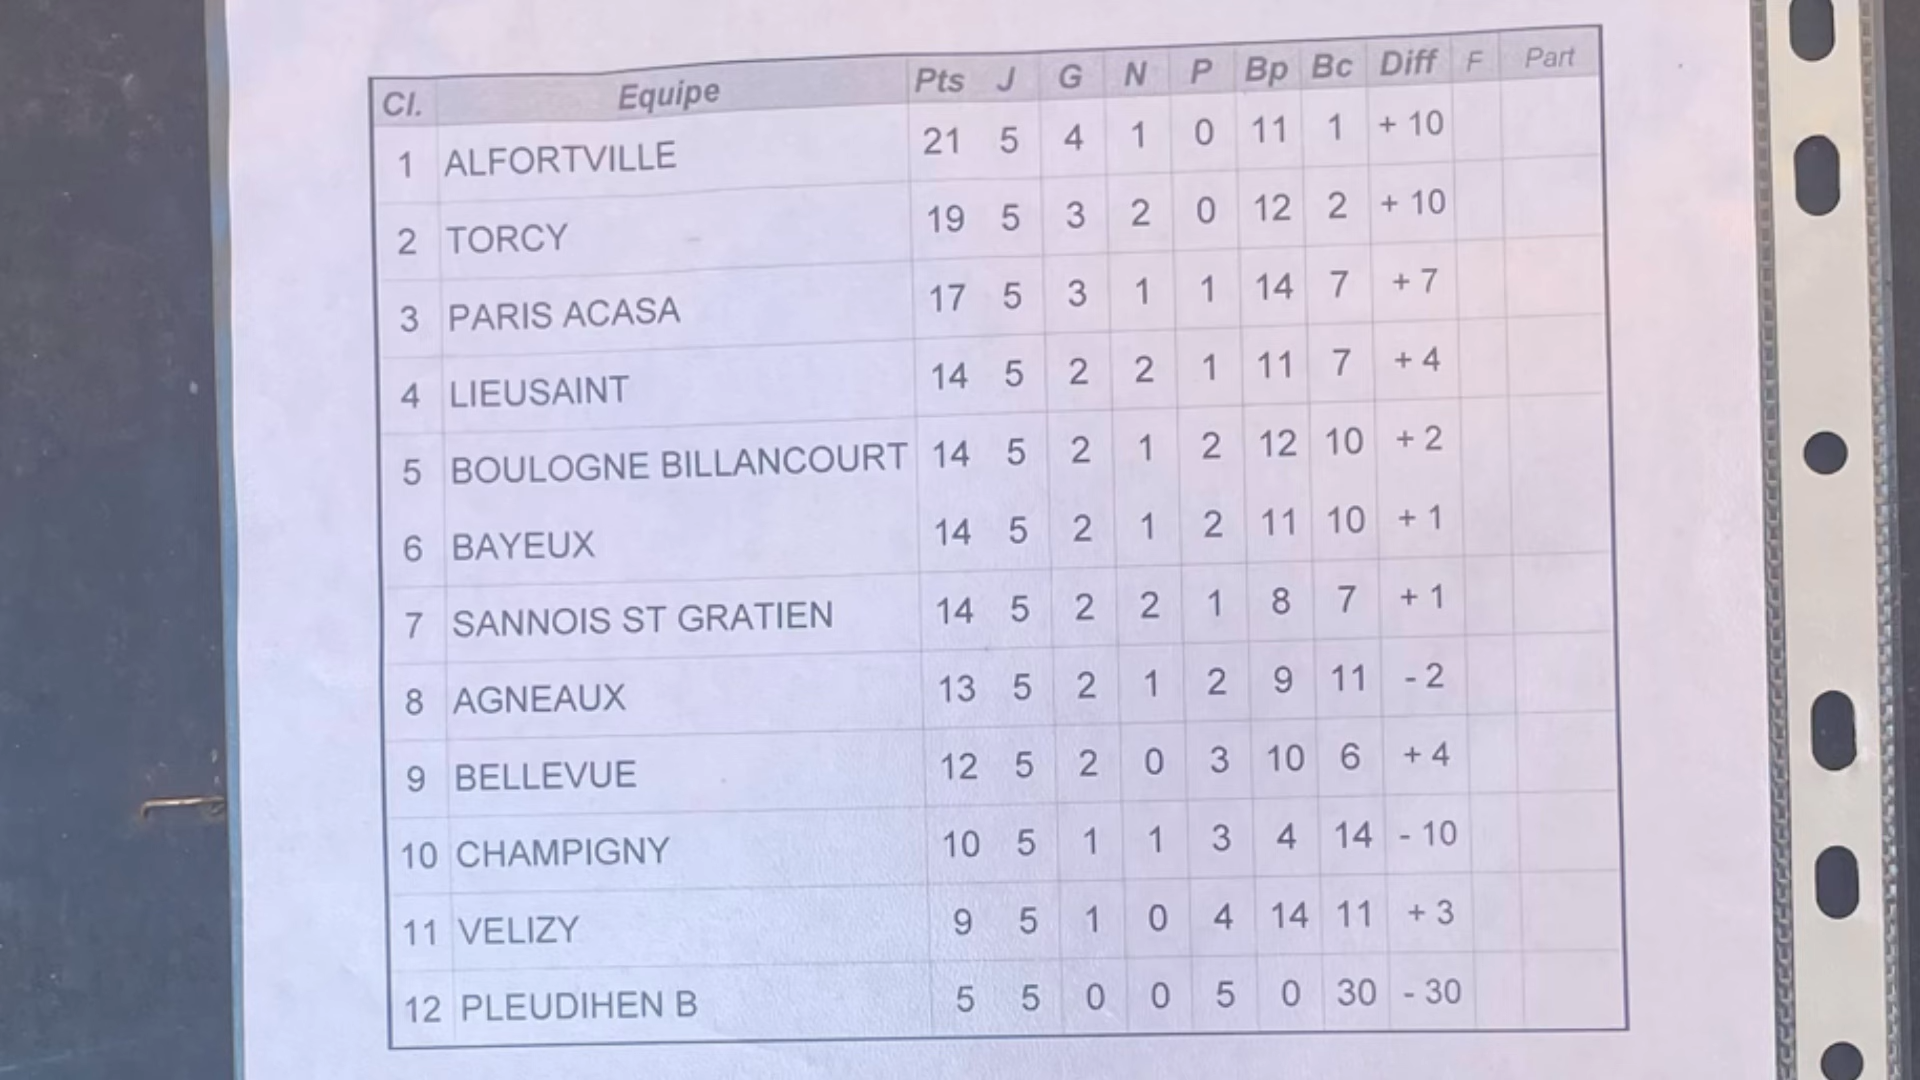 Cl. Equipe Pts J G N P Bp Bc Diff F Part
1 ALFORTVILLE 21 5 4 1 0 11 1 + 10
2 TORCY 19 5 3 2 0 12 2 + 10
3 PARIS ACASA 17 5 3 1 1 14 7 + 7
4 LIEUSAINT 14 5 2 2 1 11 7 + 4
5 BOULOGNE BILLANCOURT 14 5 2 1 2 12 10 + 2
6 BAYEUX 14 5 2 1 2 11 10 + 1
7 SANNOIS ST GRATIEN 14 5 2 2 1 8 7 + 1
8 AGNEAUX 13 5 2 1 2 9 11 - 2
9 BELLEVUE 12 5 2 0 3 10 6 + 4
10 CHAMPIGNY 10 5 1 1 3 4 14 - 10
11 VELIZY 9 5 1 0 4 14 11 + 3
12 PLEUDIHEN B 5 5 0 0 5 0 30 - 30